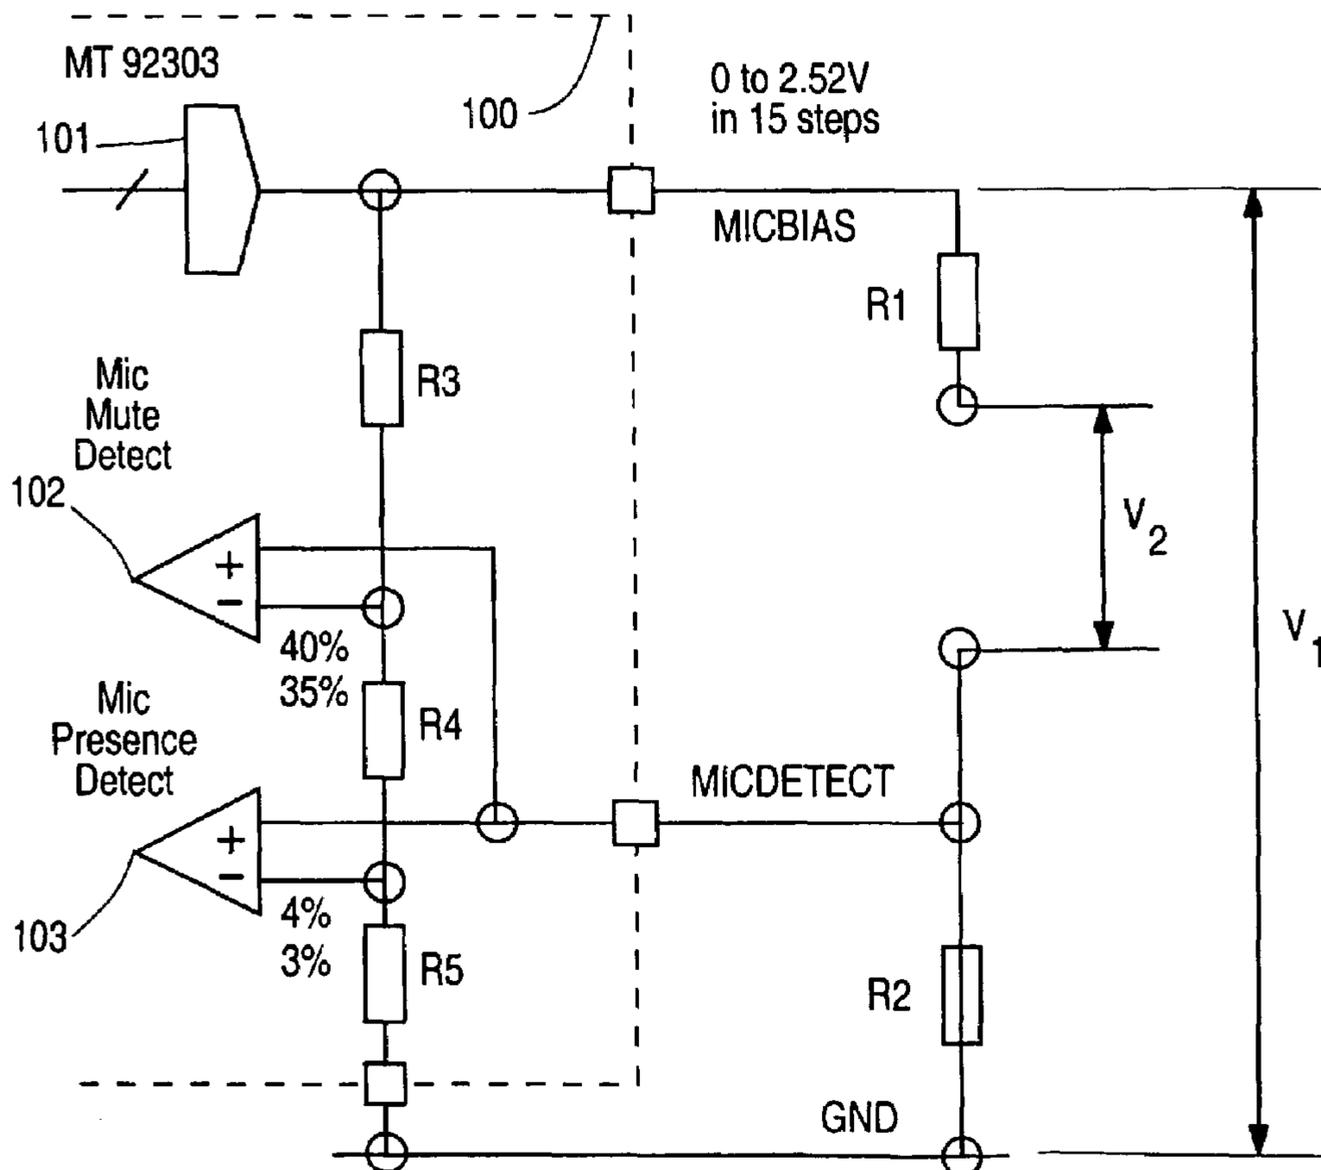 MT 92303
100
0 to 2.52V
in 15 steps
101
MICBIAS
R1
R3
Mic
Mute
Detect
102
+
−
40%
35%
V2
V1
Mic
Presence
Detect
R4
MICDETECT
+
−
4%
3%
103
R5
R2
GND